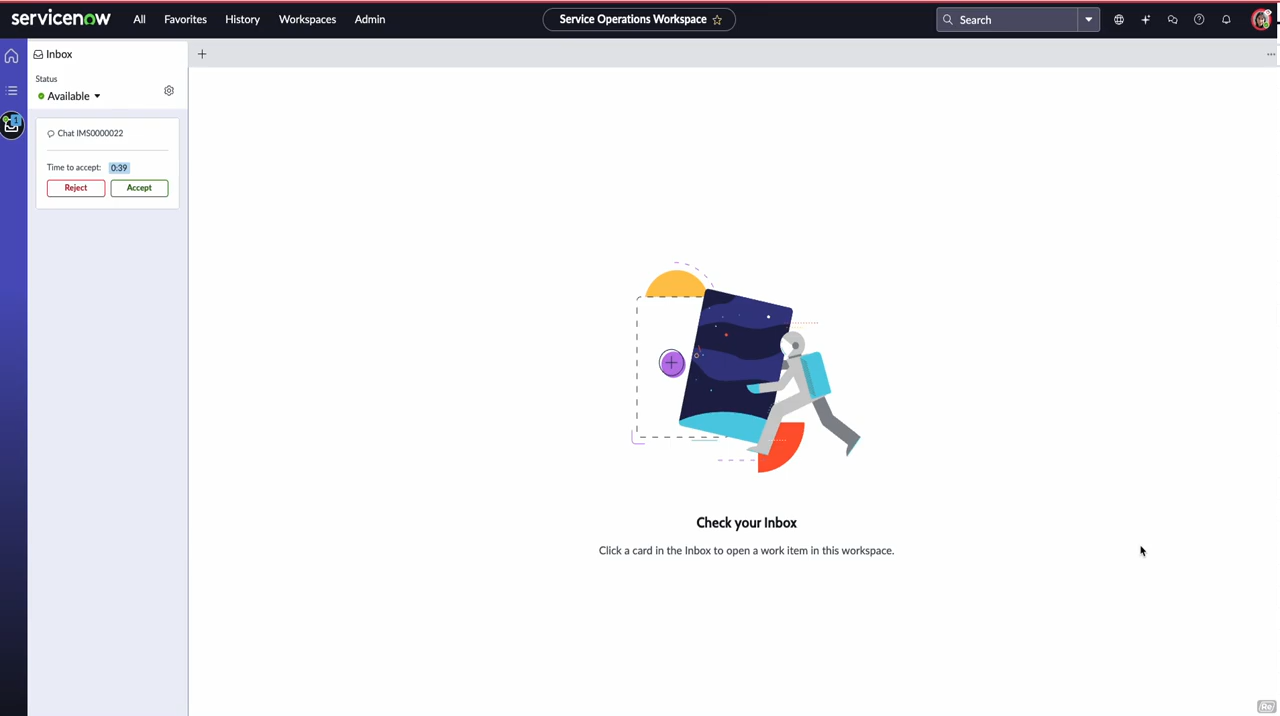 servicenow
All
Favorites
History
Workspaces
Admin
Service Operations Workspace
Search
Inbox
Status
Available
1
Chat IMS0000022
Time to accept: 0:39
Reject
Accept
Check your Inbox
Click a card in the Inbox to open a work item in this workspace.